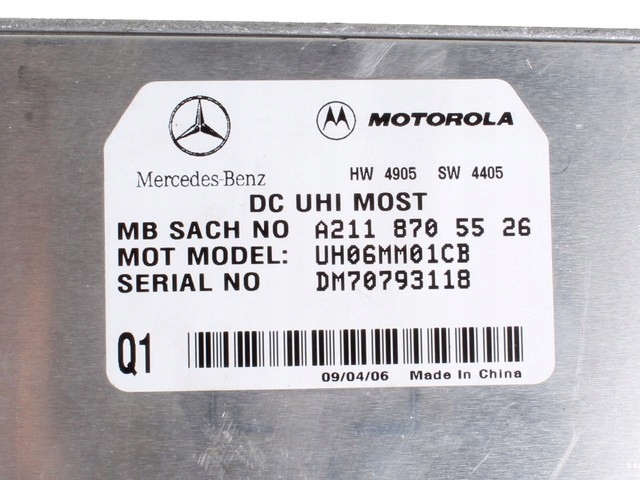 MOTOROLA
Mercedes-Benz
HW 4905 SW 4405
DC UHI MOST
MB SACH NO A211 870 55 26
MOT MODEL: UH06MM01CB
SERIAL NO DM70793118
Q1
09/04/06 Made In China